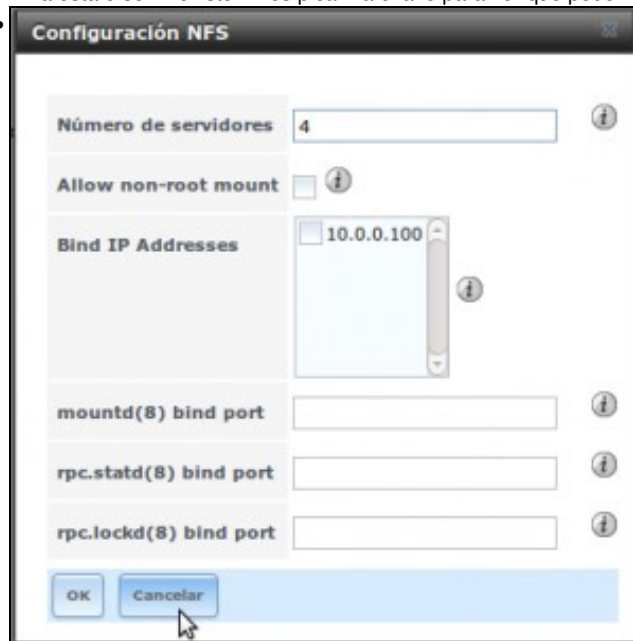 Configuración NFS
Número de servidores 4
Allow non-root mount
Bind IP Addresses 10.0.0.100
mountd(8) bind port
rpc.statd(8) bind port
rpc.lockd(8) bind port
OK Cancelar